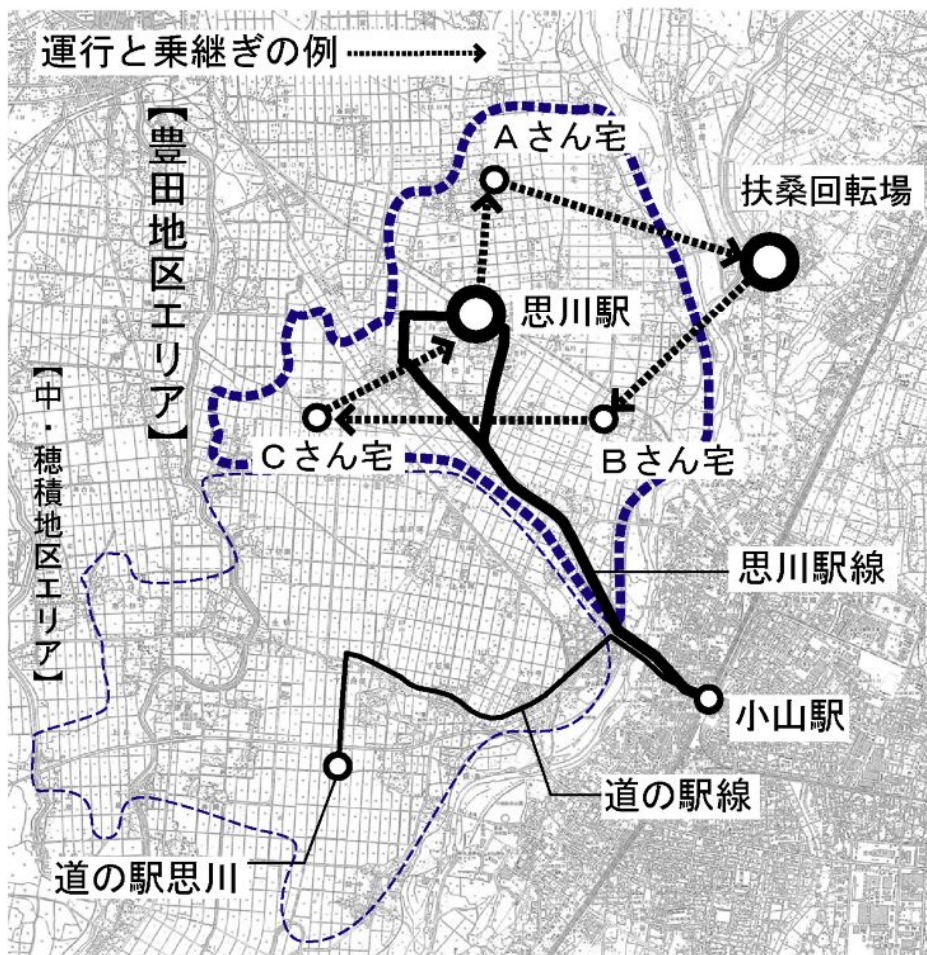 運行と乗継ぎの例
【豊田地区エリア】
Aさん宅
扶桑回転場
思川駅
【中・穂積地区エリア】
Cさん宅
Bさん宅
思川駅線
小山駅
道の駅線
道の駅思川